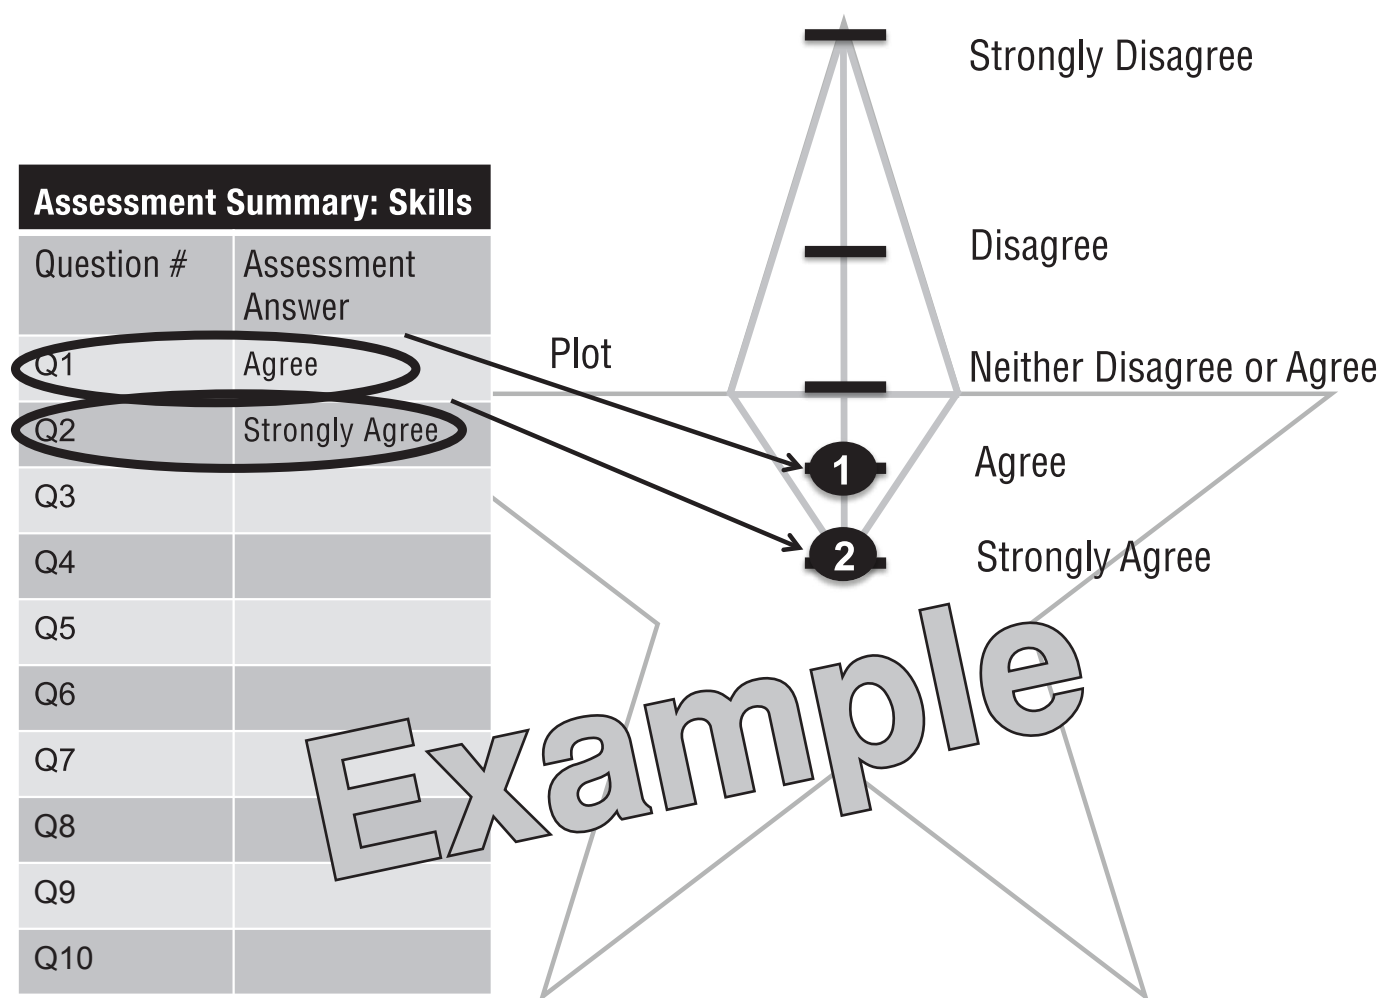 Assessment Summary: Skills
Question # Assessment
Answer
Q1 Agree
Q2 Strongly Agree
Q3
Q4
Q5
Q6
Q7
Q8
Q9
Q10
Plot
Strongly Disagree
Disagree
Neither Disagree or Agree
1 Agree
2 Strongly Agree
Example